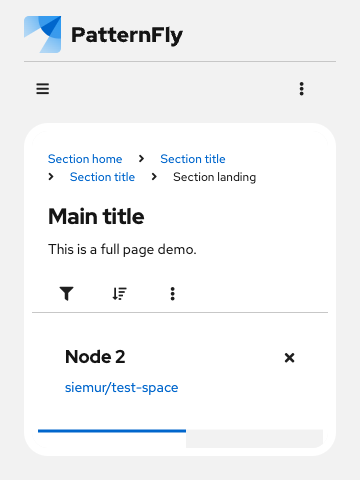 PatternFly
Section home > Section title
> Section title > Section landing
Main title
This is a full page demo.
Node 2
siemur/test-space